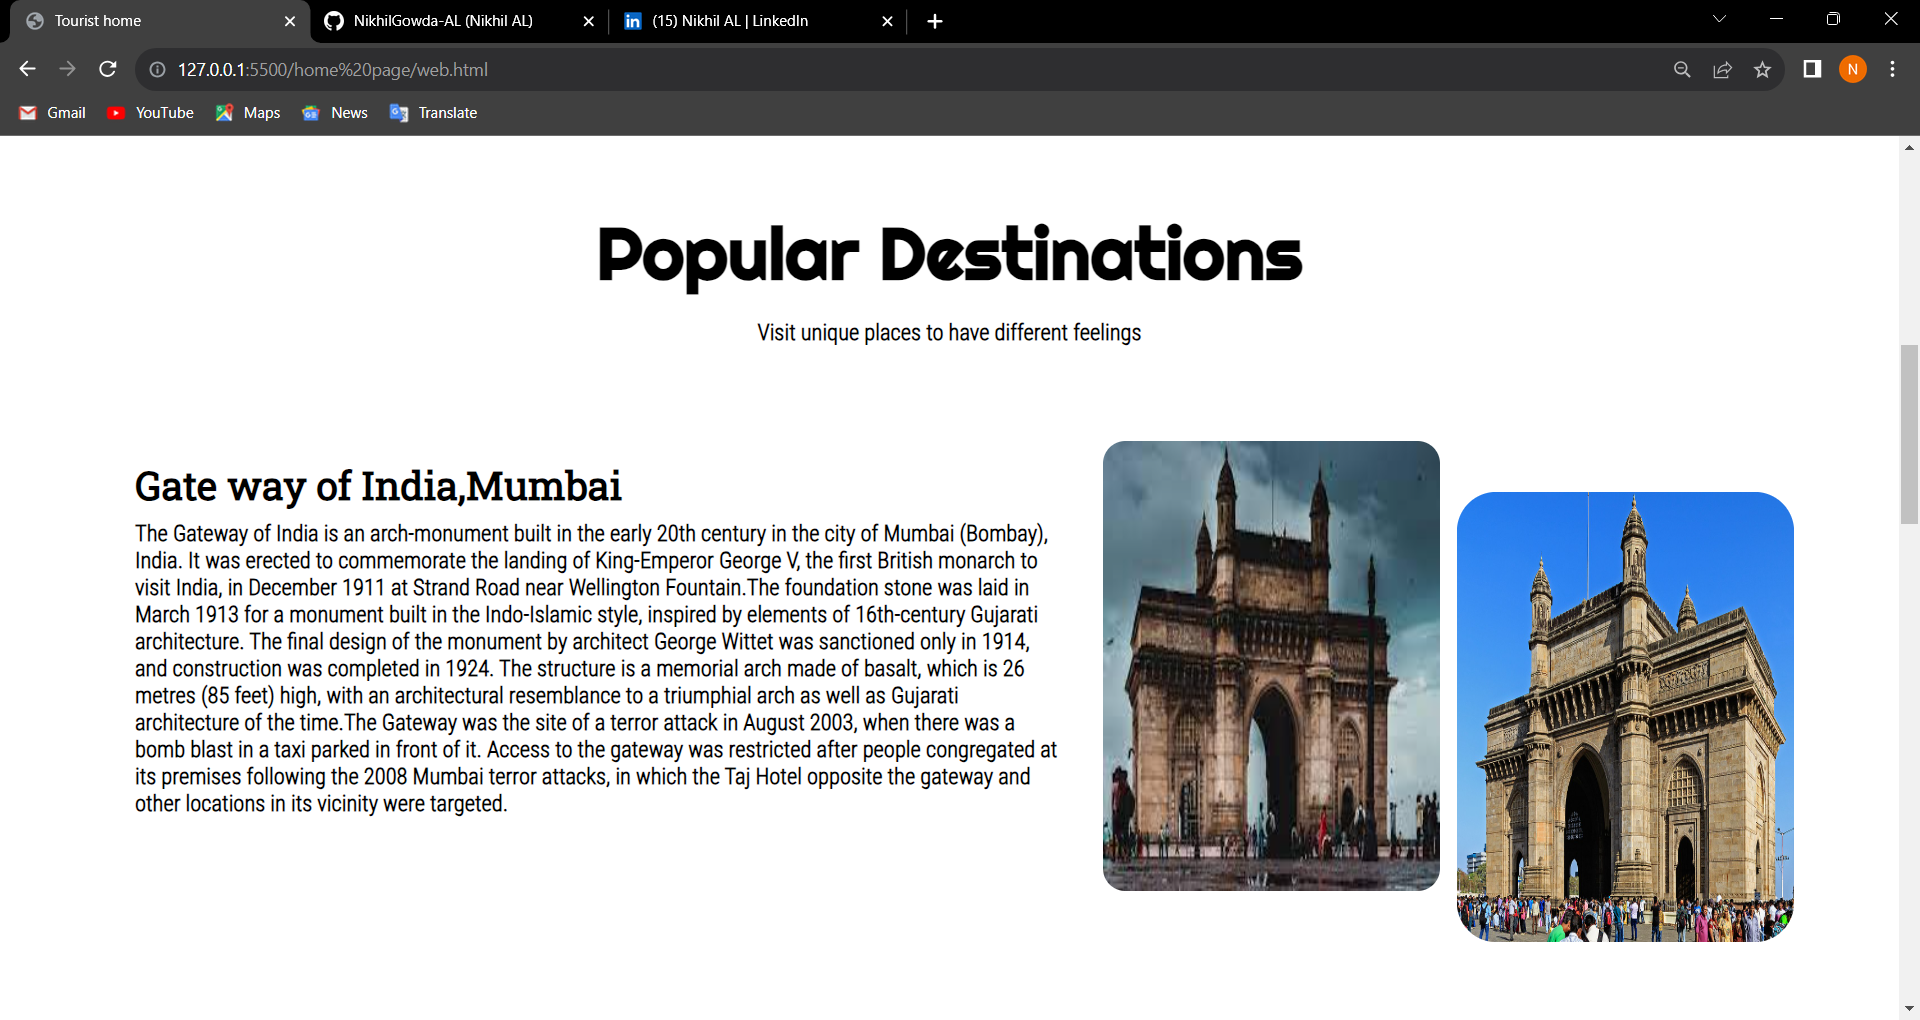 Tourist home
NikhilGowda-AL (Nikhil AL)
(15) Nikhil AL | LinkedIn
127.0.0.1:5500/home%20page/web.html
N
Gmail
YouTube
Maps
News
Translate
Popular Destinations
Visit unique places to have different feelings
Gate way of India,Mumbai
The Gateway of India is an arch-monument built in the early 20th century in the city of Mumbai (Bombay),
India. It was erected to commemorate the landing of King-Emperor George V, the first British monarch to
visit India, in December 1911 at Strand Road near Wellington Fountain.The foundation stone was laid in
March 1913 for a monument built in the Indo-Islamic style, inspired by elements of 16th-century Gujarati
architecture. The final design of the monument by architect George Wittet was sanctioned only in 1914,
and construction was completed in 1924. The structure is a memorial arch made of basalt, which is 26
metres (85 feet) high, with an architectural resemblance to a triumphial arch as well as Gujarati
architecture of the time.The Gateway was the site of a terror attack in August 2003, when there was a
bomb blast in a taxi parked in front of it. Access to the gateway was restricted after people congregated at
its premises following the 2008 Mumbai terror attacks, in which the Taj Hotel opposite the gateway and
other locations in its vicinity were targeted.